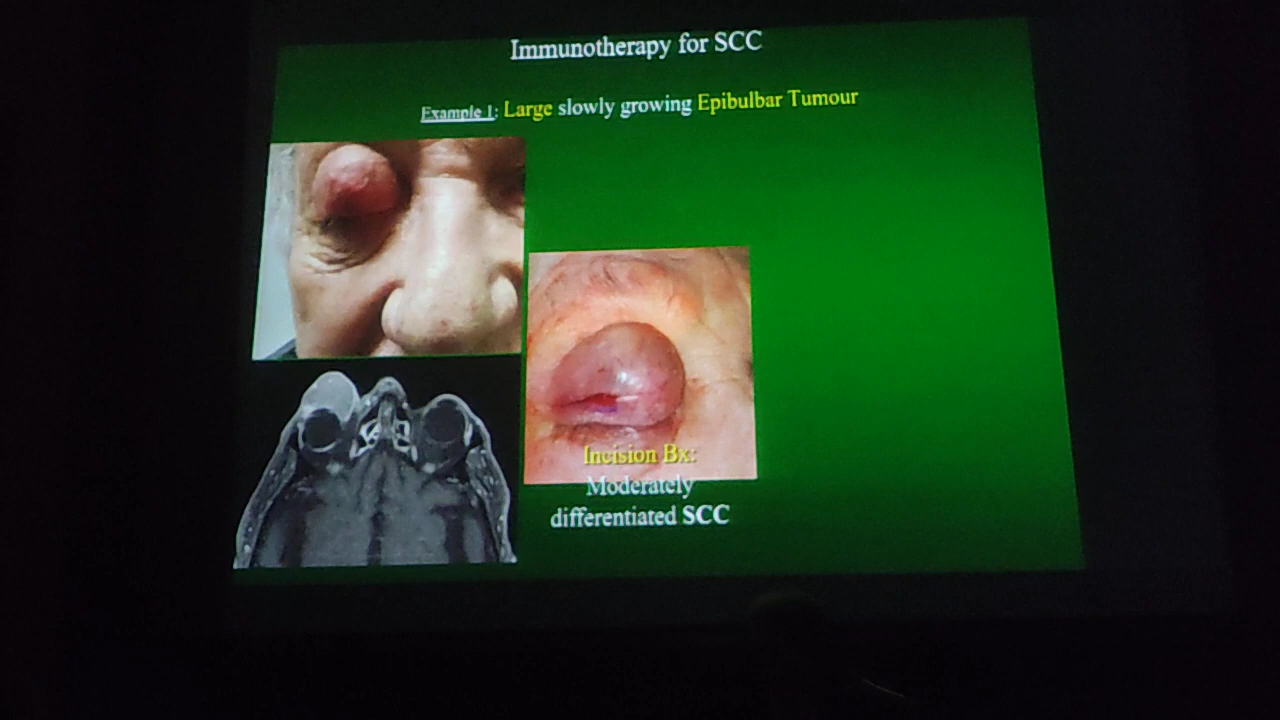 Immunotherapy for SCC
Example 1: Large slowly growing Epibulbar Tumour
Incision Bx:
Moderately
differentiated SCC